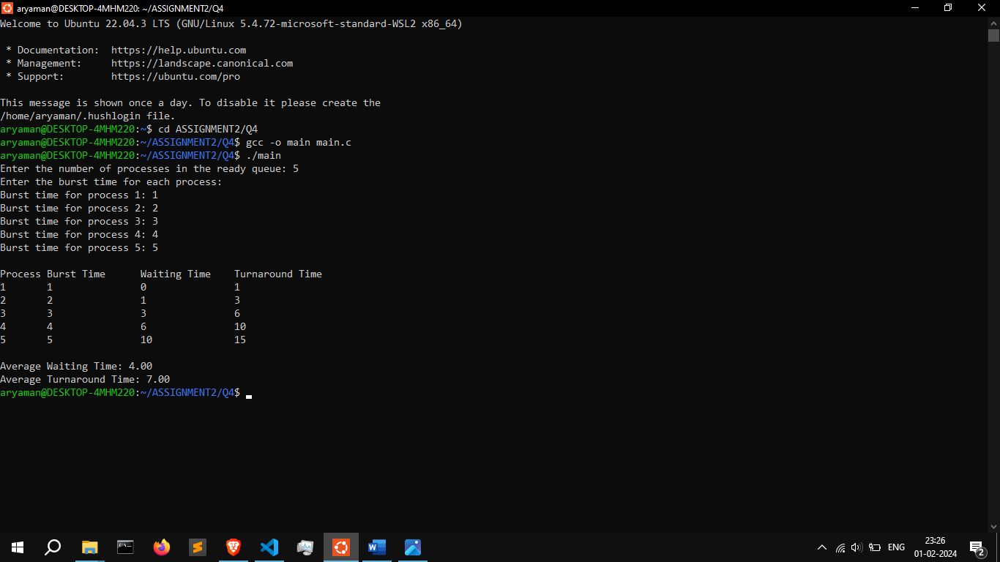 aryaman@DESKTOP-4MHM220: ~/ASSIGNMENT2/Q4
Welcome to Ubuntu 22.04.3 LTS (GNU/Linux 5.4.72-microsoft-standard-WSL2 x86_64)
* Documentation:  https://help.ubuntu.com
* Management:     https://landscape.canonical.com
* Support:        https://ubuntu.com/pro
This message is shown once a day. To disable it please create the
/home/aryaman/.hushlogin file.
aryaman@DESKTOP-4MHM220:~$ cd ASSIGNMENT2/Q4
aryaman@DESKTOP-4MHM220:~/ASSIGNMENT2/Q4$ gcc -o main main.c
aryaman@DESKTOP-4MHM220:~/ASSIGNMENT2/Q4$ ./main
Enter the number of processes in the ready queue: 5
Enter the burst time for each process:
Burst time for process 1: 1
Burst time for process 2: 2
Burst time for process 3: 3
Burst time for process 4: 4
Burst time for process 5: 5
Process Burst Time      Waiting Time    Turnaround Time
1       1               0               1
2       2               1               3
3       3               3               6
4       4               6               10
5       5               10              15
Average Waiting Time: 4.00
Average Turnaround Time: 7.00
aryaman@DESKTOP-4MHM220:~/ASSIGNMENT2/Q4$
ENG
23:26
01-02-2024
2